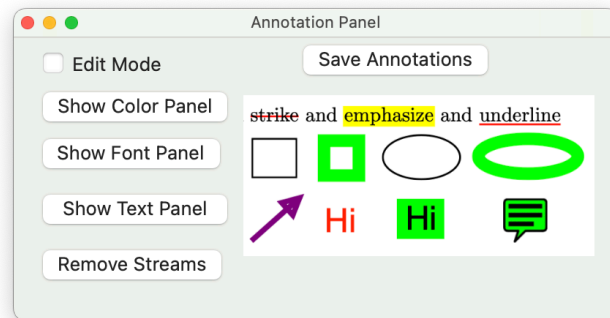 Annotation Panel
Edit Mode
Save Annotations
Show Color Panel
strike and emphasize and underline
Show Font Panel
Show Text Panel
Hi
Hi
Remove Streams